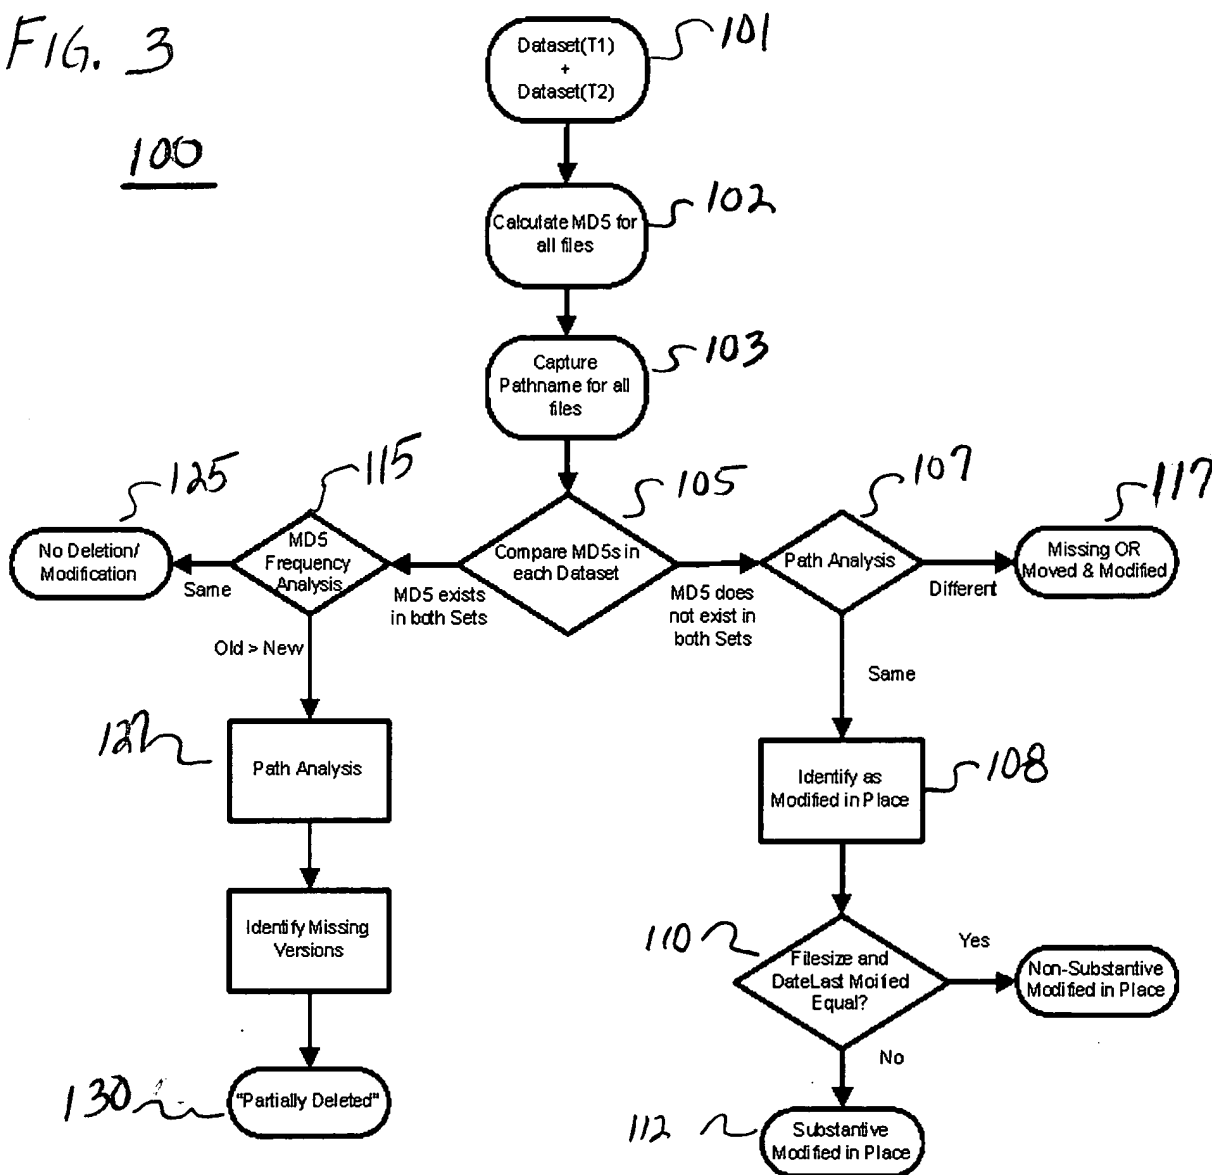 FIG. 3
100
Dataset(T1)
+
Dataset(T2)
101
Calculate MD5 for
all files
102
Capture
Pathname for all
files
103
125
115
105
107
117
No Deletion/
Modification
Same
MD5
Frequency
Analysis
MD5 exists
in both Sets
Compare MD5s in
each Dataset
MD5 does
not exist in
both Sets
Path Analysis
Different
Missing OR
Moved & Modified
Old > New
Same
127
Path Analysis
Identify as
Modified in Place
108
Identify Missing
Versions
110
Filesize and
DateLast Moified
Equal?
Yes
Non-Substantive
Modified in Place
No
130
"Partially Deleted"
112
Substantive
Modified in Place